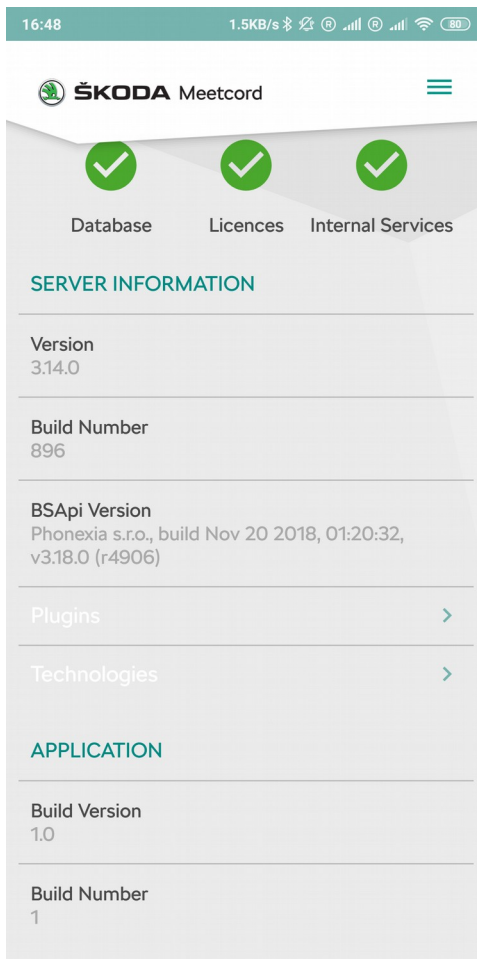 16:48 1.5KB/s R R 80
ŠKODA Meetcord
Database Licences Internal Services
SERVER INFORMATION
Version
3.14.0
Build Number
896
BSApi Version
Phonexia s.r.o., build Nov 20 2018, 01:20:32,
v3.18.0 (r4906)
Plugins
Technologies
APPLICATION
Build Version
1.0
Build Number
1